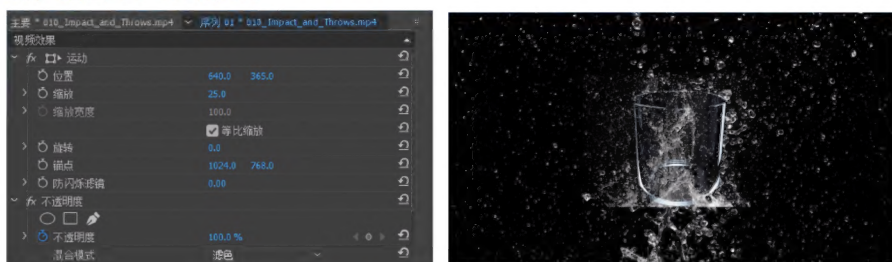 主要 * 810_Impact_and_Throws.mp4 序列 01 * 810_Impact_and_Throws.mp4
视频效果
fx 运动
位置 640.0 365.0
缩放 25.0
缩放宽度 100.0
等比缩放
旋转 0.0
锚点 1024.0 768.0
防闪烁滤镜 0.00
fx 不透明度
不透明度 100.0 %
混合模式 滤色